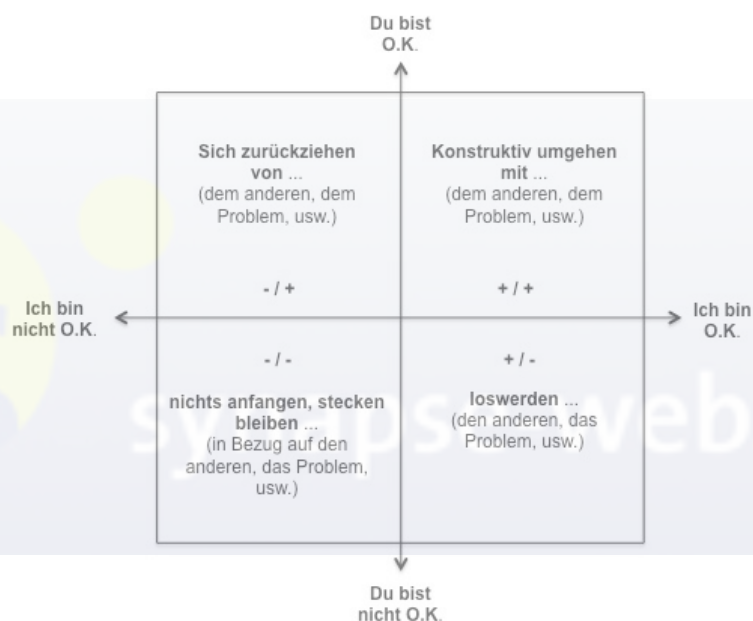 Du bist
O.K.
Sich zurückziehen
von ...
(dem anderen, dem
Problem, usw.)
- / +
Konstruktiv umgehen
mit ...
(dem anderen, dem
Problem, usw.)
+ / +
Ich bin
nicht O.K.
Ich bin
O.K.
- / -
nichts anfangen, stecken
bleiben ...
(in Bezug auf den
anderen, das Problem,
usw.)
+ / -
loswerden ...
(den anderen, das
Problem, usw.)
synapse web
Du bist
nicht O.K.